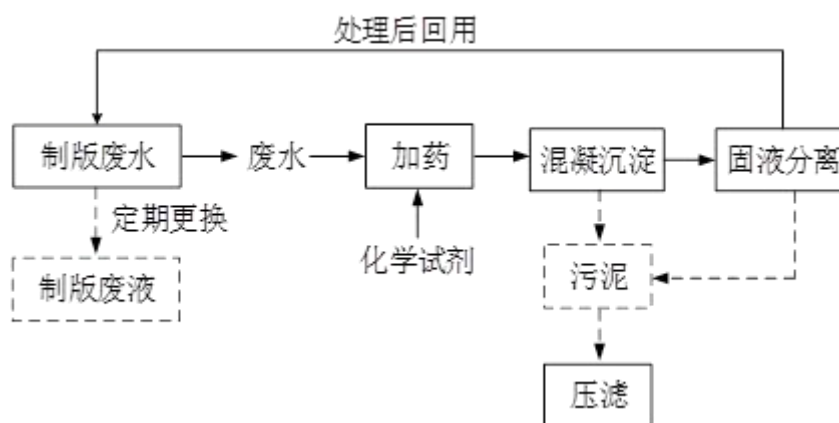 处理后回用
制版废水
废水
加药
混凝沉淀
固液分离
定期更换
化学试剂
制版废液
污泥
压滤